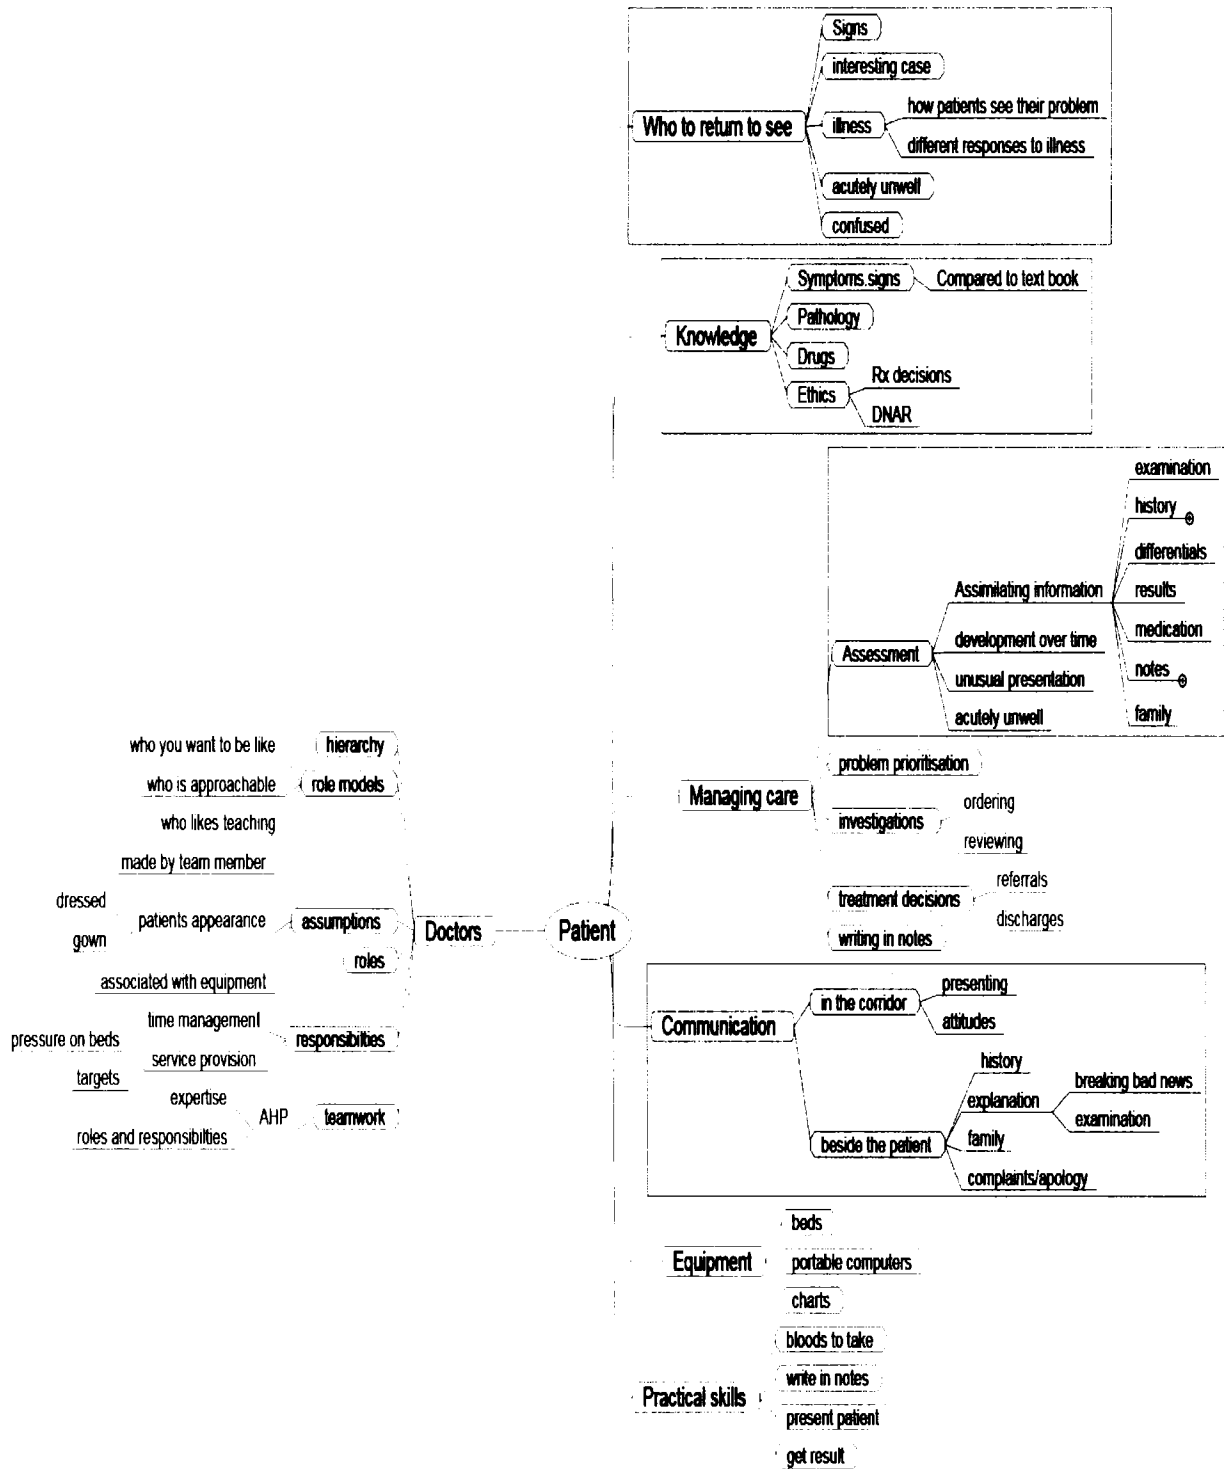 Signs
interesting case
Who to return to see
illness
how patients see their problem
different responses to illness
acutely unwell
confused
Symptoms.signs
Compared to text book
Knowledge
Pathology
Drugs
Ethics
Rx decisions
DNAR
examination
history
differentials
Assimilating information
results
development over time
medication
Assessment
unusual presentation
notes
acutely unwell
family
Managing care
problem prioritisation
investigations
ordering
reviewing
treatment decisions
referrals
discharges
writing in notes
who you want to be like
hierarchy
who is approachable
role models
who likes teaching
made by team member
dressed
patients appearance
gown
assumptions
Doctors
Patient
roles
associated with equipment
time management
pressure on beds
responsibilties
service provision
targets
expertise
AHP
teamwork
roles and responsibilties
Communication
in the corridor
presenting
attitudes
history
breaking bad news
explanation
examination
beside the patient
family
complaints/apology
beds
Equipment
portable computers
charts
bloods to take
write in notes
Practical skills
present patient
get result